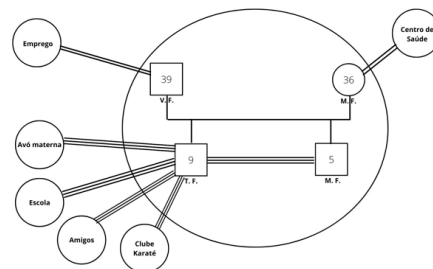 Emprego
39
V. F.
36
M. F.
Centro de
Saúde
Avó materna
9
T. F.
5
M. F.
Escola
Amigos
Clube
Karaté